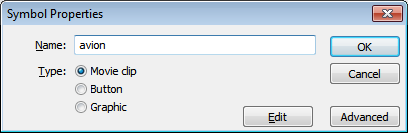 Symbol Properties
Name: avion OK
Type: Movie clip Cancel
Button
Graphic
Edit Advanced